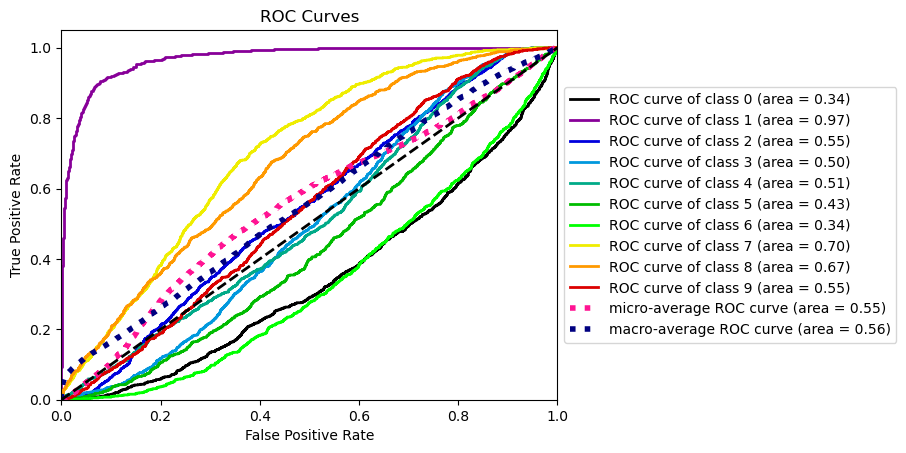 ROC Curves
1.0
0.8
0.6
0.4
0.2
0.0
True Positive Rate
0.0 0.2 0.4 0.6 0.8 1.0
False Positive Rate
ROC curve of class 0 (area = 0.34)
ROC curve of class 1 (area = 0.97)
ROC curve of class 2 (area = 0.55)
ROC curve of class 3 (area = 0.50)
ROC curve of class 4 (area = 0.51)
ROC curve of class 5 (area = 0.43)
ROC curve of class 6 (area = 0.34)
ROC curve of class 7 (area = 0.70)
ROC curve of class 8 (area = 0.67)
ROC curve of class 9 (area = 0.55)
micro-average ROC curve (area = 0.55)
macro-average ROC curve (area = 0.56)